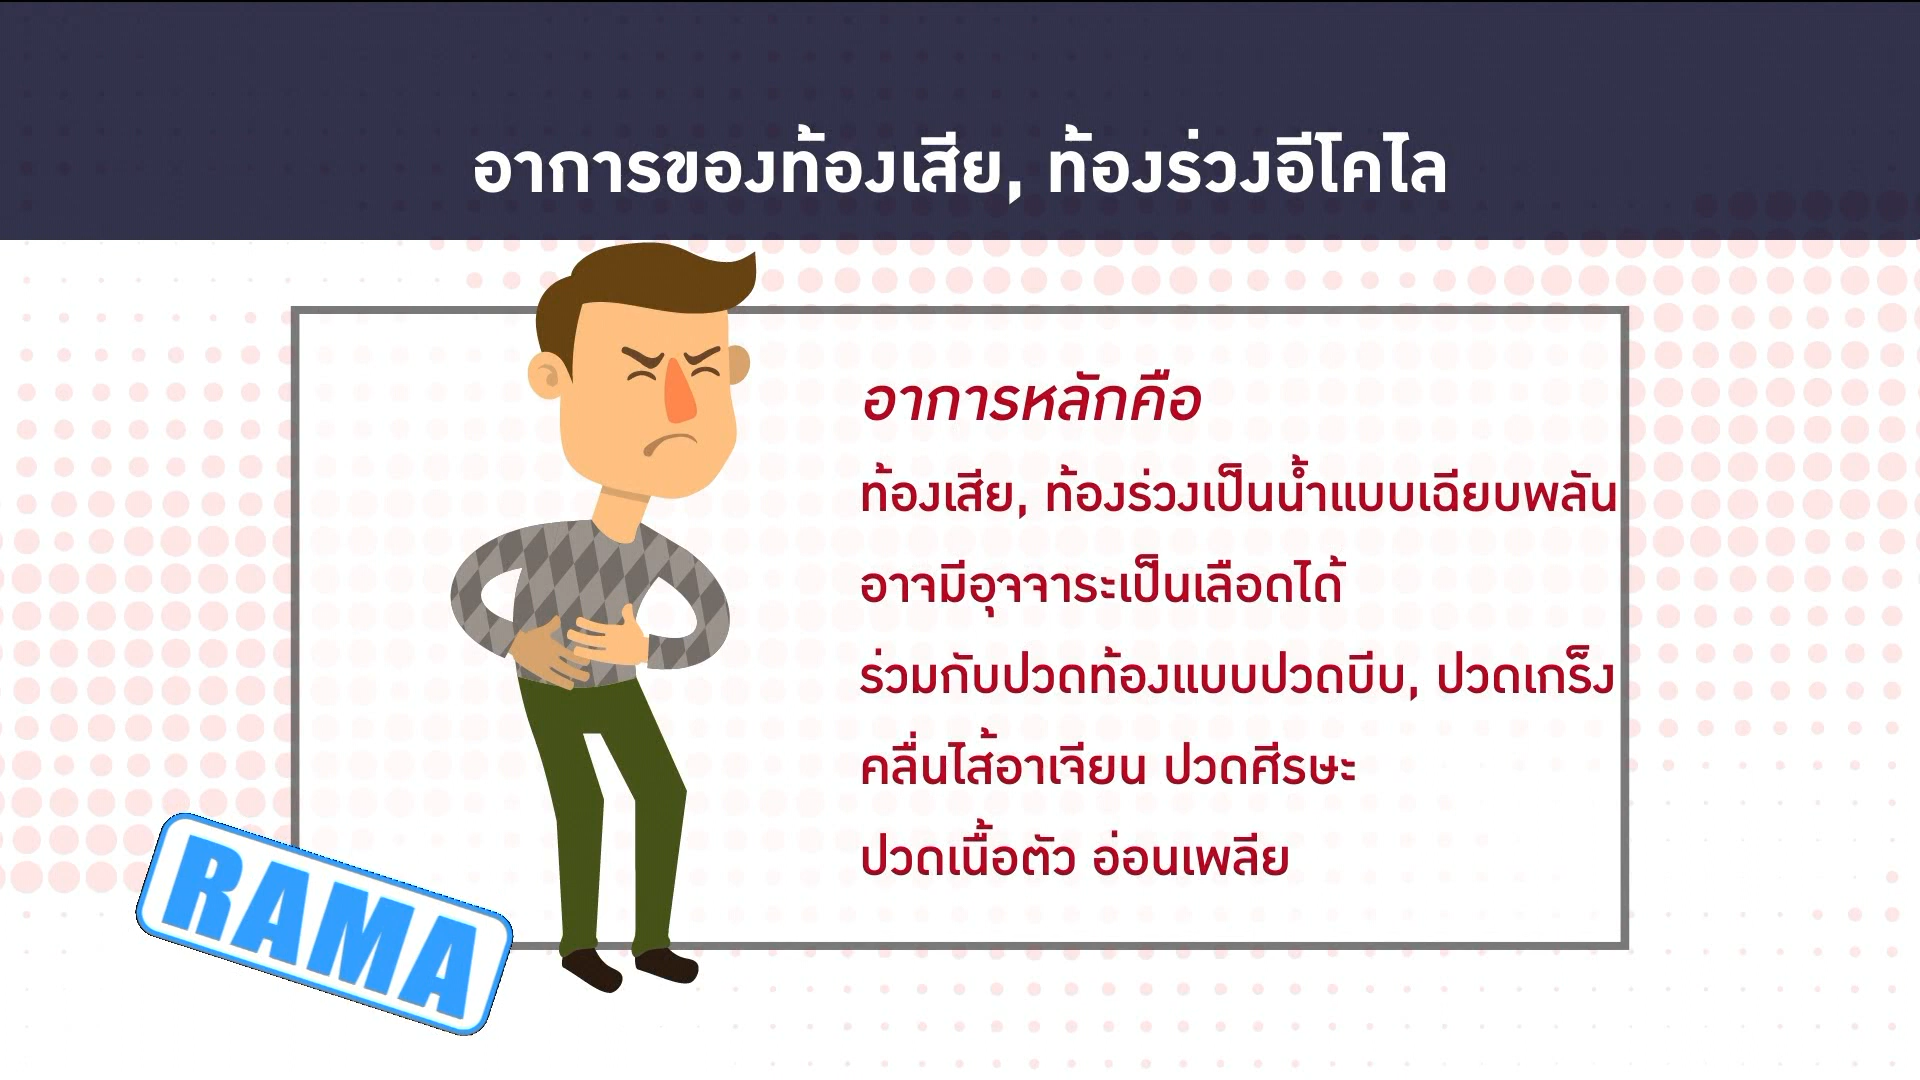 อาการของท้องเสีย, ท้องร่วงอีโคไล
อาการหลักคือ
ท้องเสีย, ท้องร่วงเป็นน้ำแบบเฉียบพลัน
อาจมีอุจจาระเป็นเลือดได้
ร่วมกับปวดท้องแบบปวดบีบ, ปวดเกร็ง
คลื่นไส้อาเจียน ปวดศีรษะ
ปวดเนื้อตัว อ่อนเพลีย
RAMA